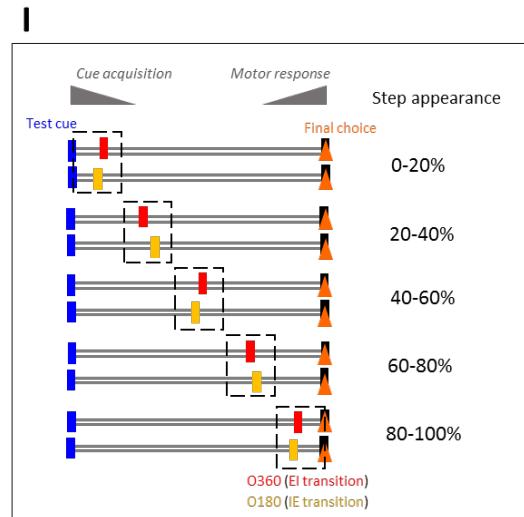 I
Cue acquisition
Motor response
Step appearance
Test cue
Final choice
0-20%
20-40%
40-60%
60-80%
80-100%
O360 (EI transition)
O180 (IE transition)